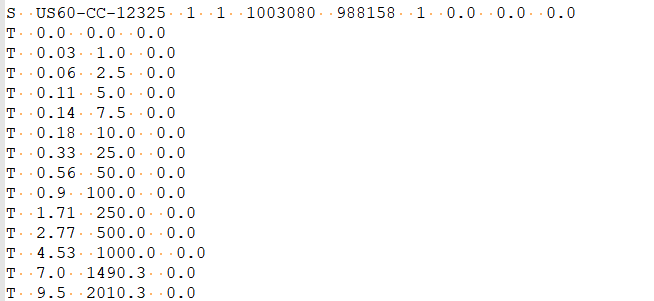 S  US60-CC-12325  1  1  1003080  988158  1  0.0  0.0  0.0
T  0.0  0.0  0.0
T  0.03  1.0  0.0
T  0.06  2.5  0.0
T  0.11  5.0  0.0
T  0.14  7.5  0.0
T  0.18  10.0  0.0
T  0.33  25.0  0.0
T  0.56  50.0  0.0
T  0.9  100.0  0.0
T  1.71  250.0  0.0
T  2.77  500.0  0.0
T  4.53  1000.0  0.0
T  7.0  1490.3  0.0
T  9.5  2010.3  0.0